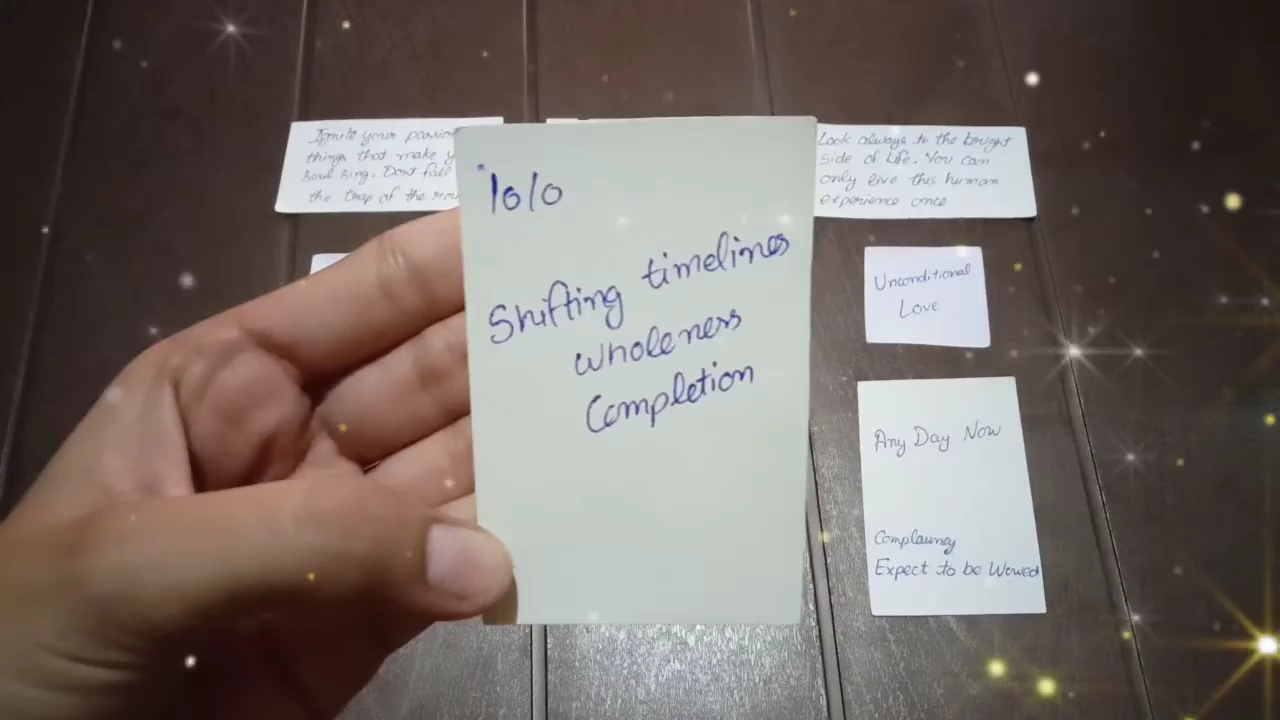 Ignite your passion
things that make y
Soul sing. Dont fall
the trap of the rou
1010
Shifting timelines
wholeness
Completion
Look always to the bright
side of Life. You can
only live this human
experience once
Unconditional
Love
Any Day Now
Expect to be Wowed